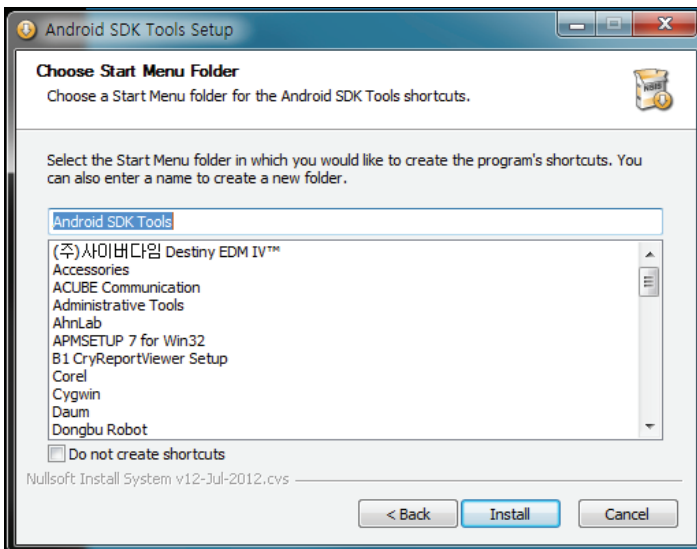 Android SDK Tools Setup
Choose Start Menu Folder
Choose a Start Menu folder for the Android SDK Tools shortcuts.
NSIS
Select the Start Menu folder in which you would like to create the program's shortcuts. You
can also enter a name to create a new folder.
Android SDK Tools
(주)사이버다임 Destiny EDM IV™
Accessories
ACUBE Communication
Administrative Tools
AhnLab
APMSETUP 7 for Win32
B1 CryReportViewer Setup
Corel
Cygwin
Daum
Dongbu Robot
Do not create shortcuts
Nullsoft Install System v12-Jul-2012.cvs
< Back Install Cancel